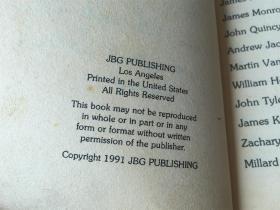 JBG PUBLISHING
Los Angeles
Printed in the United States
All Rights Reserved
This book may not be reproduced
in whole or in part or in any
form or format without written
permission of the publisher.
Copyright 1991 JBG PUBLISHING
James
James Monro
John Quincy
Andrew Jac
Martin Van
William He
John Tyle
James K
Zachary
Millard